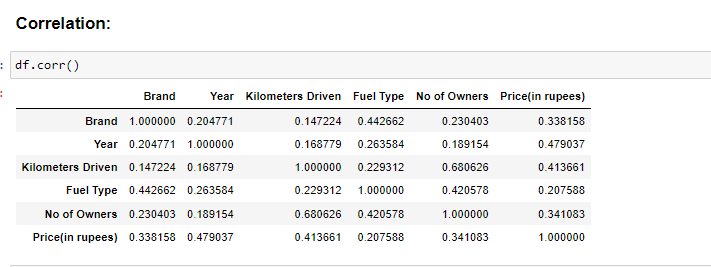 Correlation:
: df.corr()
:
Brand Year Kilometers Driven Fuel Type No of Owners Price(in rupees)
Brand 1.000000 0.204771 0.147224 0.442662 0.230403 0.338158
Year 0.204771 1.000000 0.168779 0.263584 0.189154 0.479037
Kilometers Driven 0.147224 0.168779 1.000000 0.229312 0.680626 0.413661
Fuel Type 0.442662 0.263584 0.229312 1.000000 0.420578 0.207588
No of Owners 0.230403 0.189154 0.680626 0.420578 1.000000 0.341083
Price(in rupees) 0.338158 0.479037 0.413661 0.207588 0.341083 1.000000